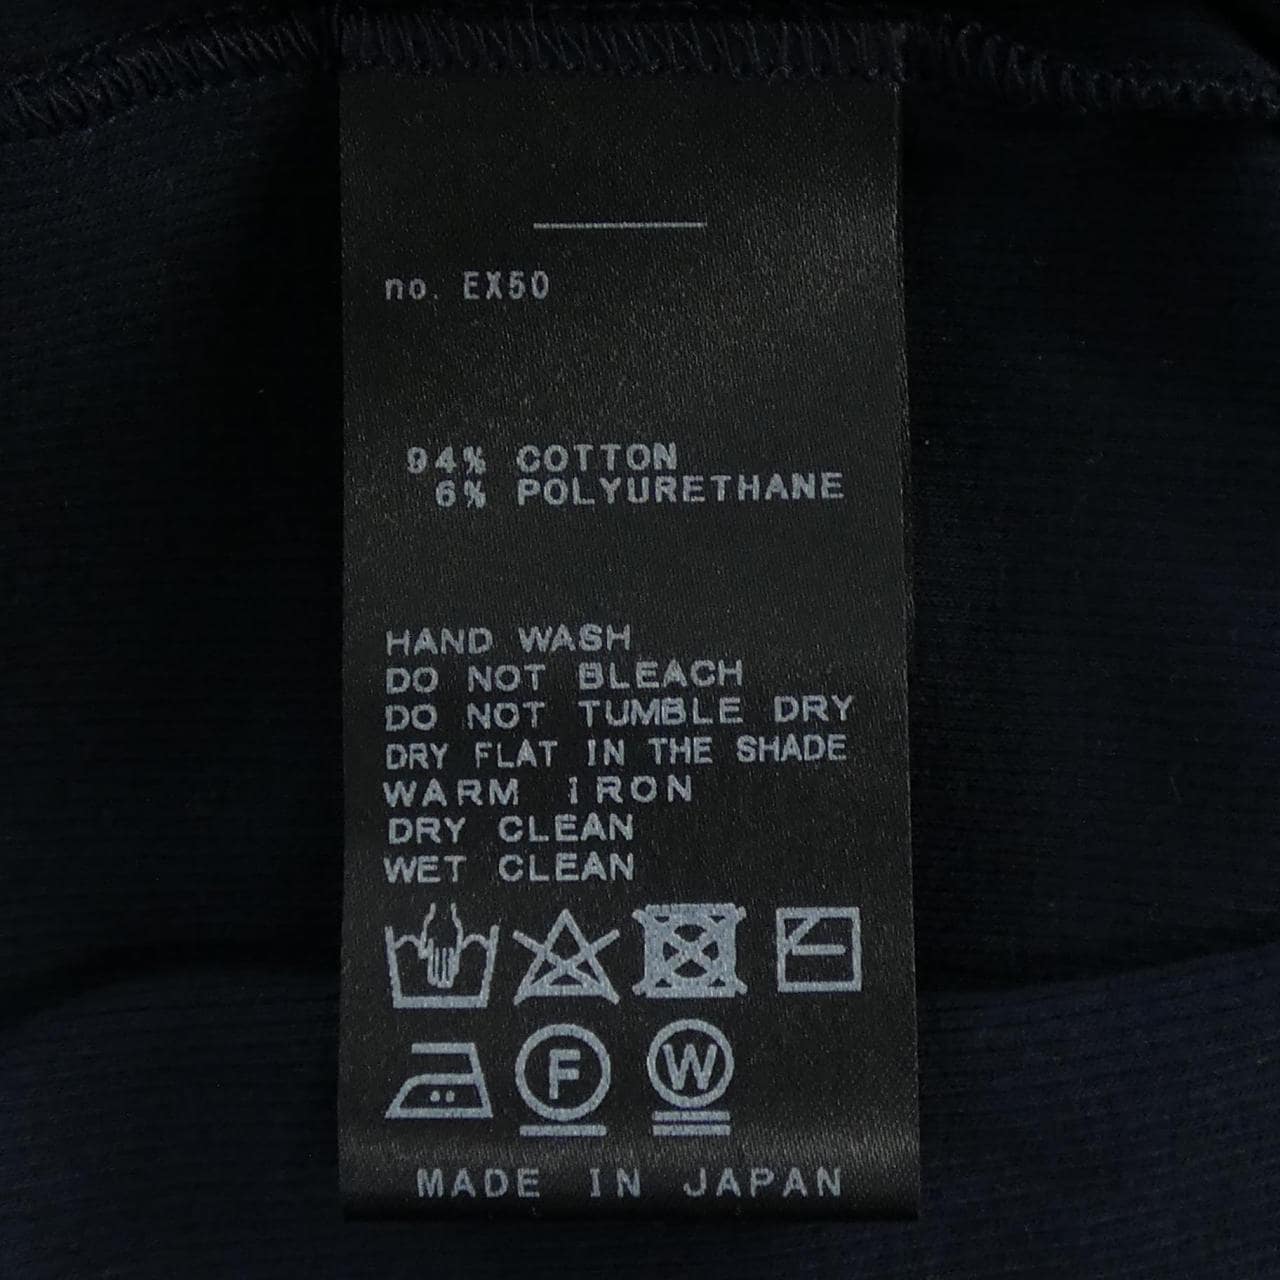 no. EX50
94% COTTON
6% POLYURETHANE
HAND WASH
DO NOT BLEACH
DO NOT TUMBLE DRY
DRY FLAT IN THE SHADE
WARM IRON
DRY CLEAN
WET CLEAN
F W
MADE IN JAPAN